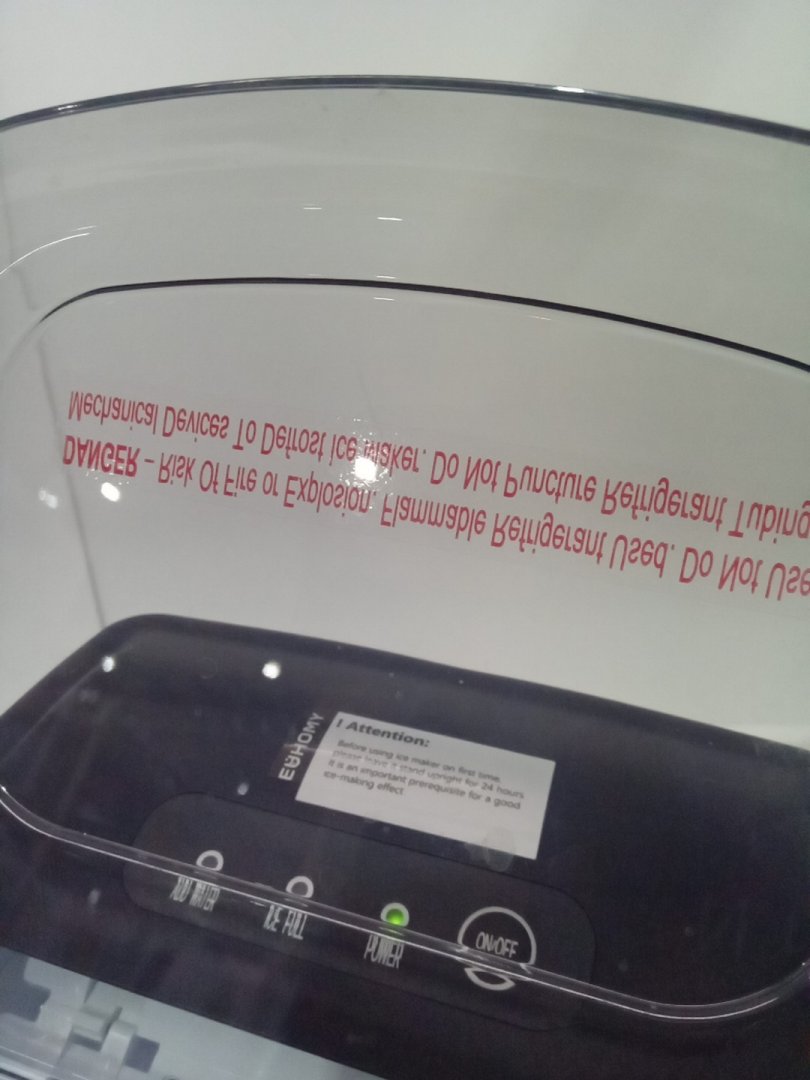 DANGER – Risk Of Fire or Explosion. Flammable Refrigerant Used. Do Not Use
Mechanical Devices To Defrost Ice Maker. Do Not Puncture Refrigerant Tubing
EUHOMY
! Attention:
Before using ice maker on first time,
please leave it stand upright for 24 hours
It is an important prerequisite for a good
ice-making effect
ADD WATER
ICE FULL
POWER
ON/OFF